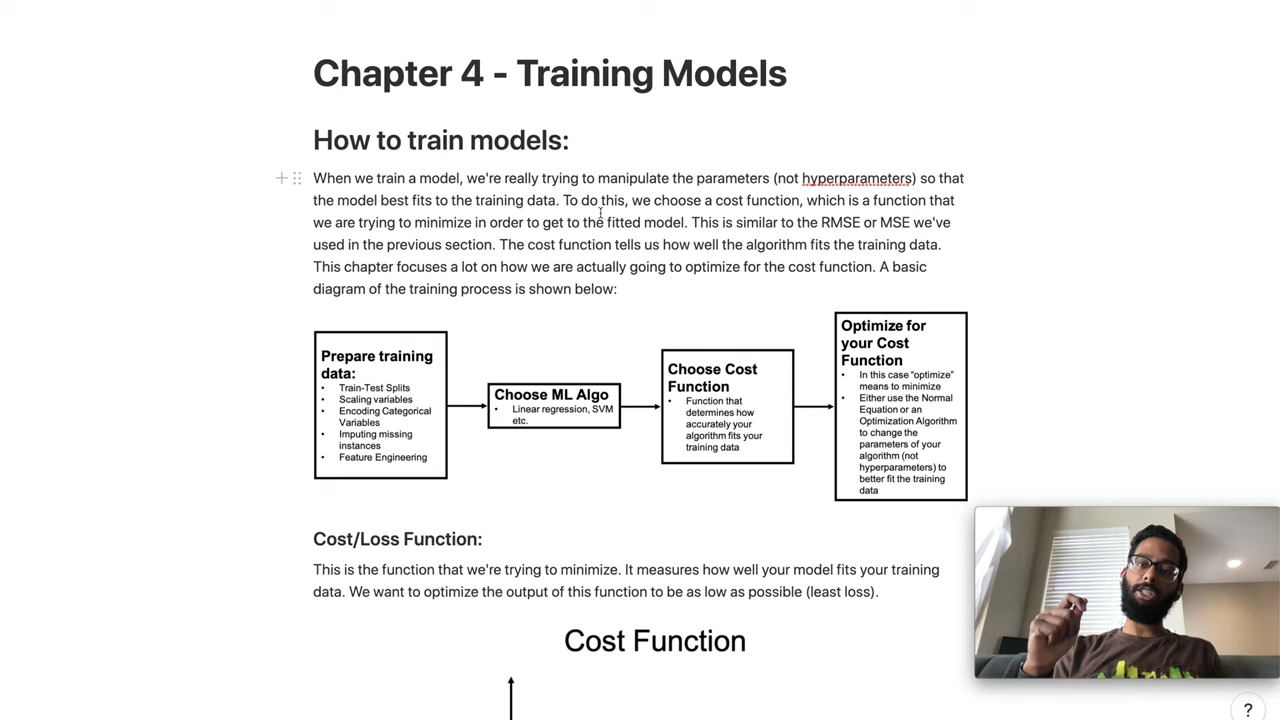 Chapter 4 - Training Models
How to train models:
When we train a model, we're really trying to manipulate the parameters (not hyperparameters) so that
the model best fits to the training data. To do this, we choose a cost function, which is a function that
we are trying to minimize in order to get to the fitted model. This is similar to the RMSE or MSE we've
used in the previous section. The cost function tells us how well the algorithm fits the training data.
This chapter focuses a lot on how we are actually going to optimize for the cost function. A basic
diagram of the training process is shown below:
Prepare training
data:
• Train-Test Splits
• Scaling variables
• Encoding Categorical
Variables
• Imputing missing
instances
• Feature Engineering
Choose ML Algo
• Linear regression, SVM
etc.
Choose Cost
Function
• Function that
determines how
accurately your
algorithm fits your
training data
Optimize for
your Cost
Function
• In this case “optimize”
means to minimize
• Either use the Normal
Equation or an
Optimization Algorithm
to change the
parameters of your
algorithm (not
hyperparameters) to
better fit the training
data
Cost/Loss Function:
This is the function that we're trying to minimize. It measures how well your model fits your training
data. We want to optimize the output of this function to be as low as possible (least loss).
Cost Function
?